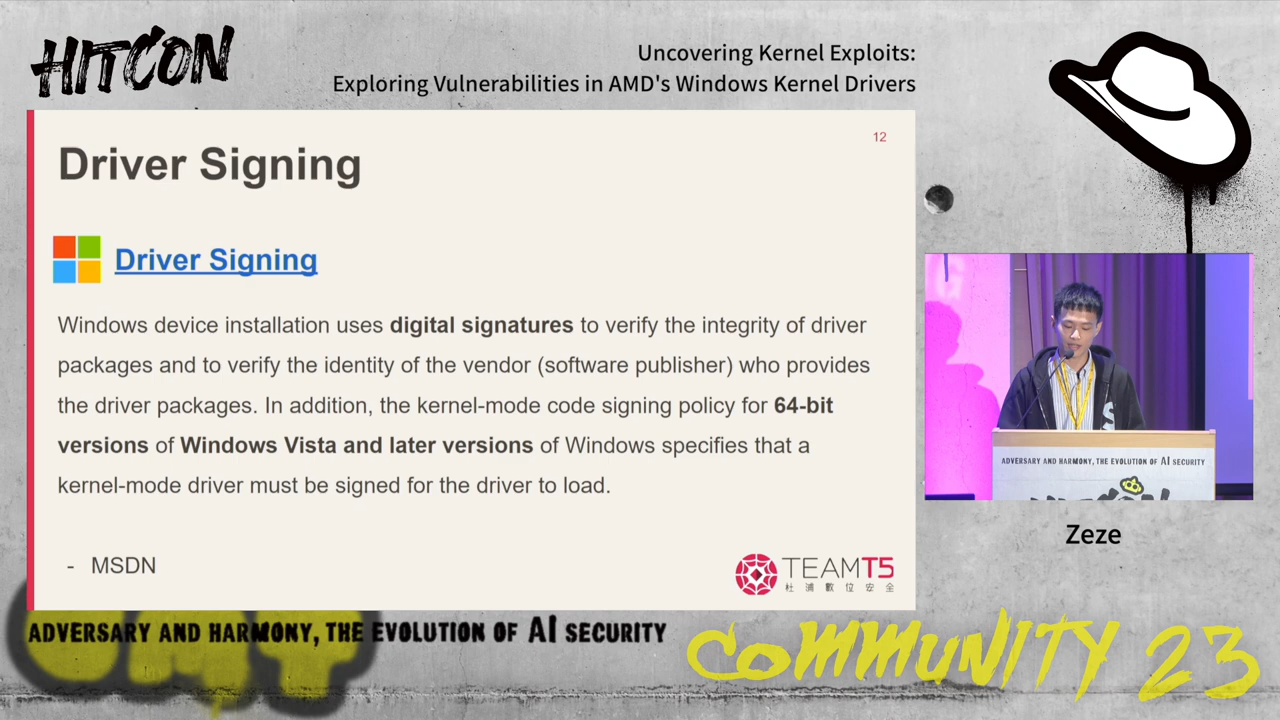 HITCON
Uncovering Kernel Exploits:
Exploring Vulnerabilities in AMD's Windows Kernel Drivers
12
Driver Signing
Driver Signing
Windows device installation uses digital signatures to verify the integrity of driver
packages and to verify the identity of the vendor (software publisher) who provides
the driver packages. In addition, the kernel-mode code signing policy for 64-bit
versions of Windows Vista and later versions of Windows specifies that a
kernel-mode driver must be signed for the driver to load.
- MSDN
TEAMT5
杜浦數位安全
ADVERSARY AND HARMONY, THE EVOLUTION OF AI SECURITY
HITCON
Zeze
ADVERSARY AND HARMONY, THE EVOLUTION OF AI SECURITY
COMMUNITY 23